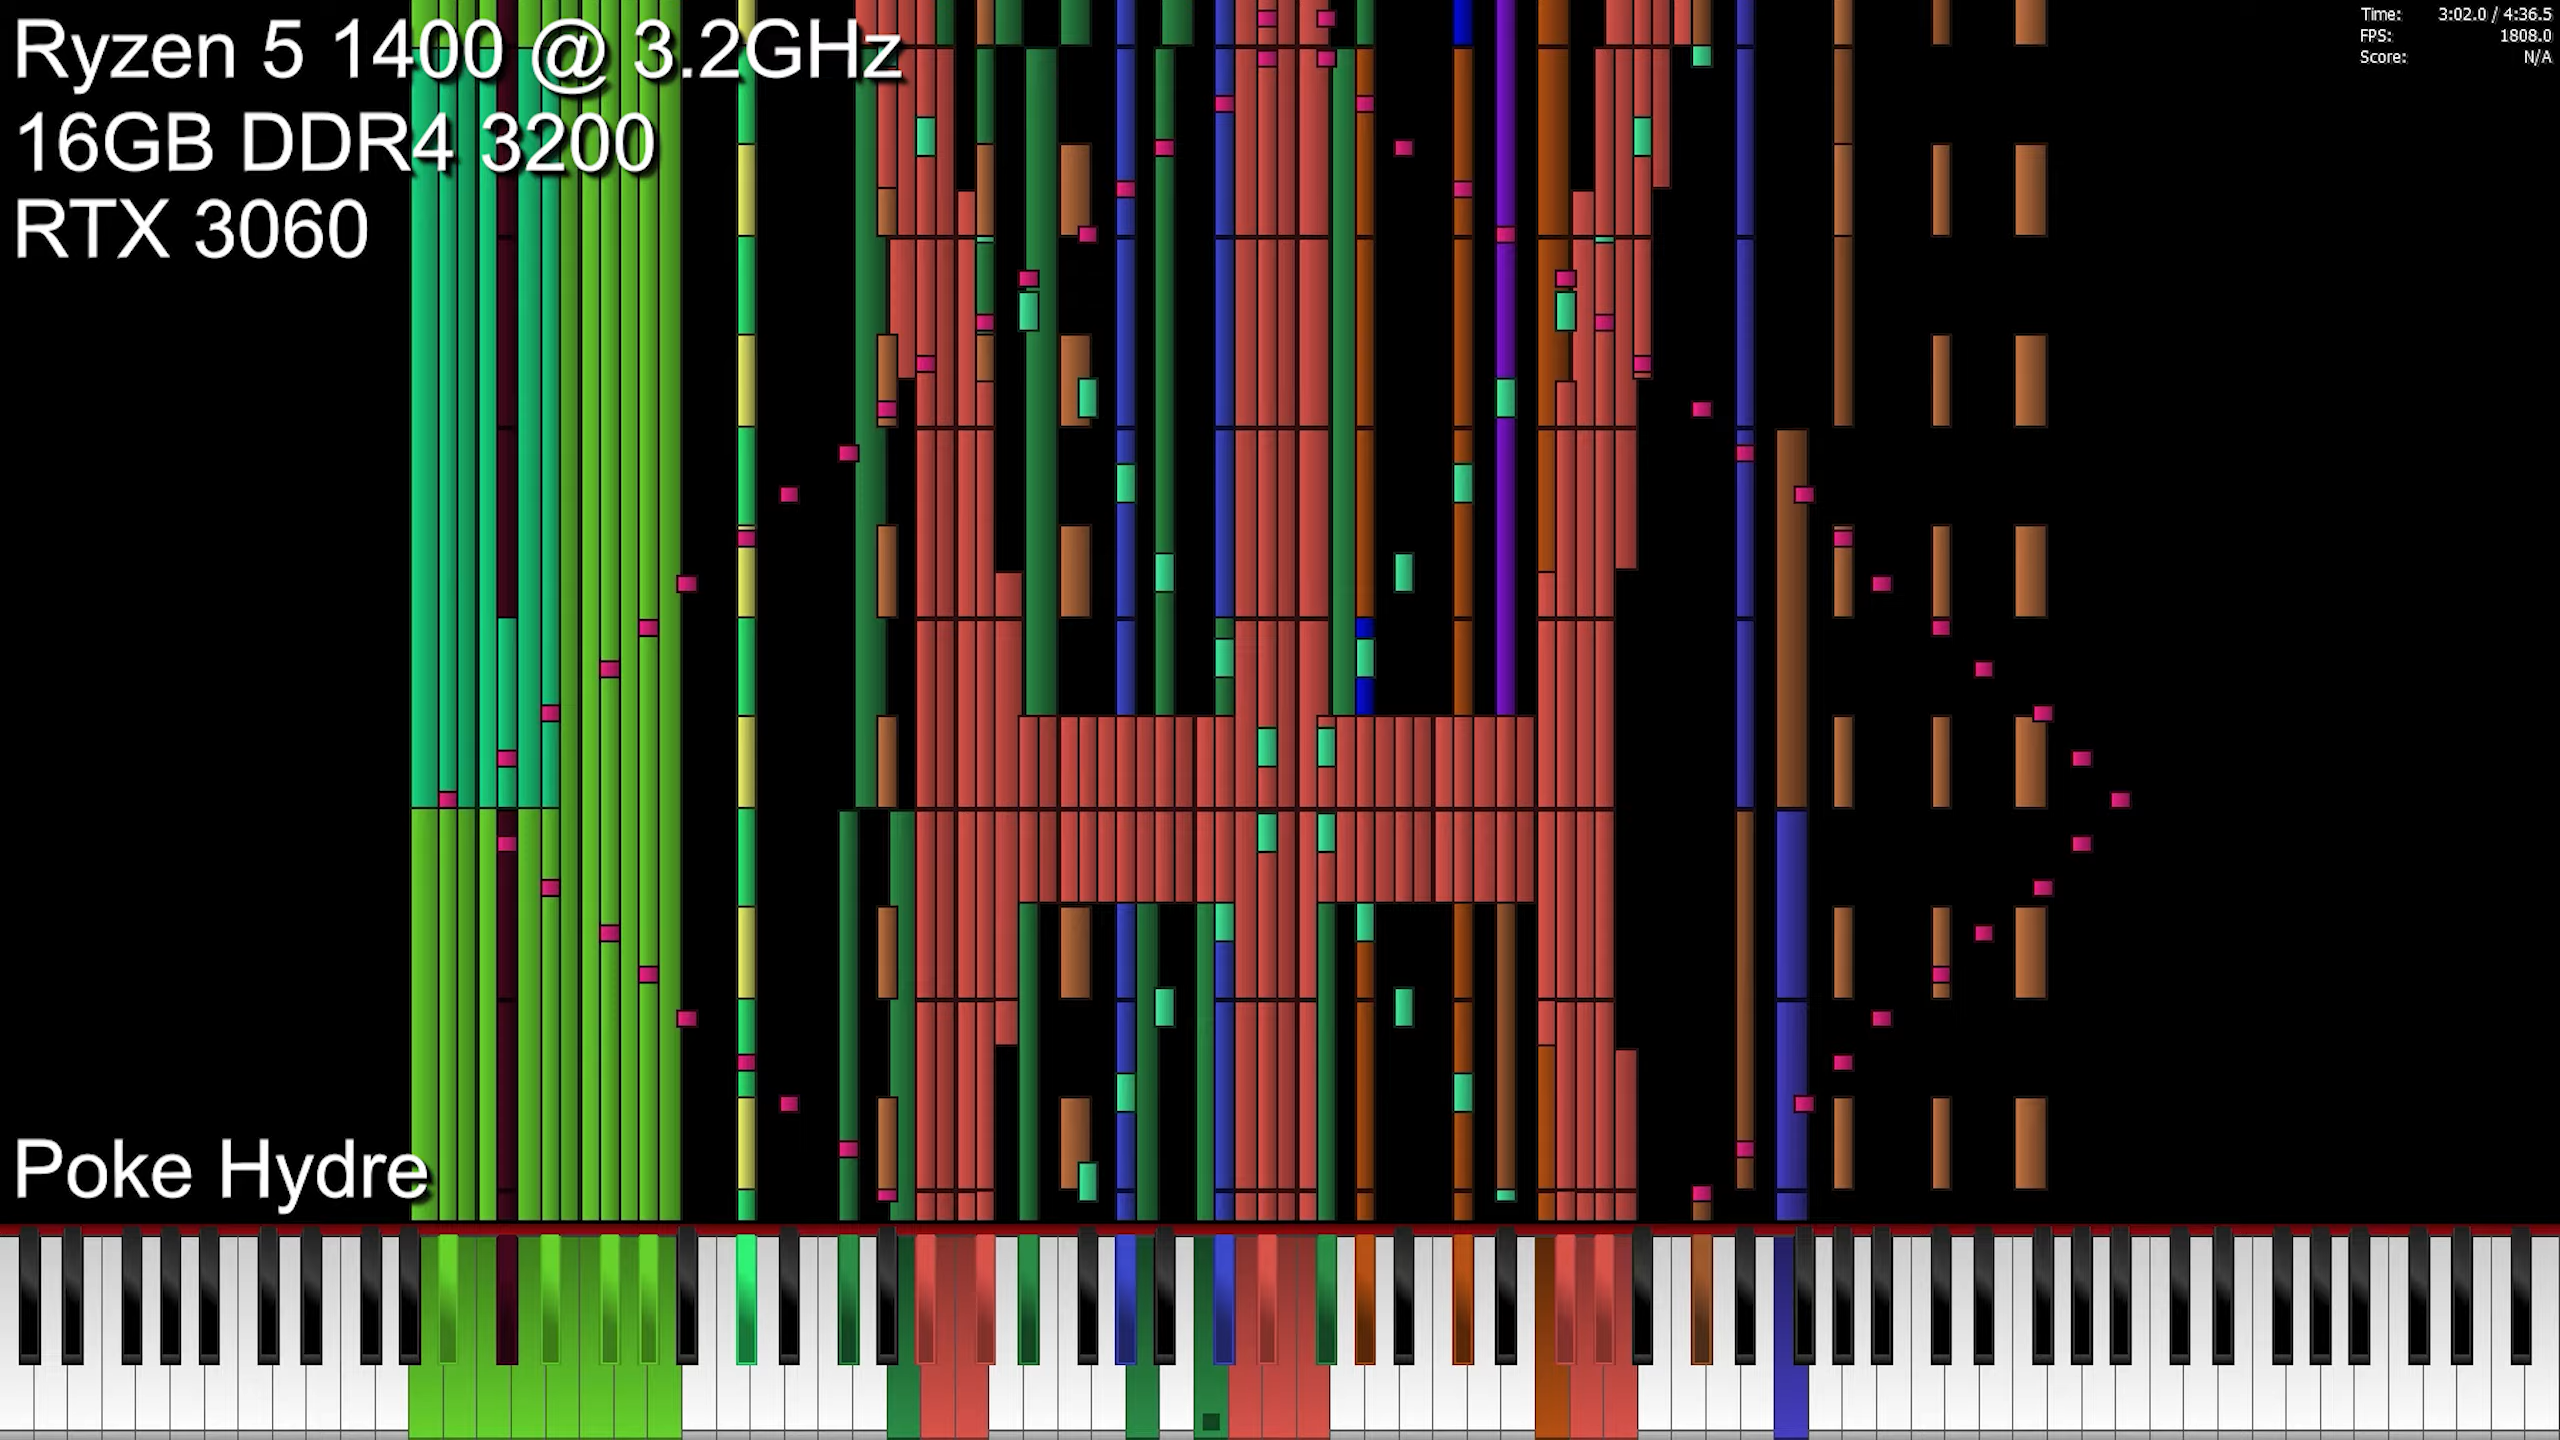 Ryzen 5 1400 @ 3.2GHz
16GB DDR4 3200
RTX 3060
Time: 3:02.0 / 4:36.5
FPS: 1808.0
Score: N/A
Poke Hydre